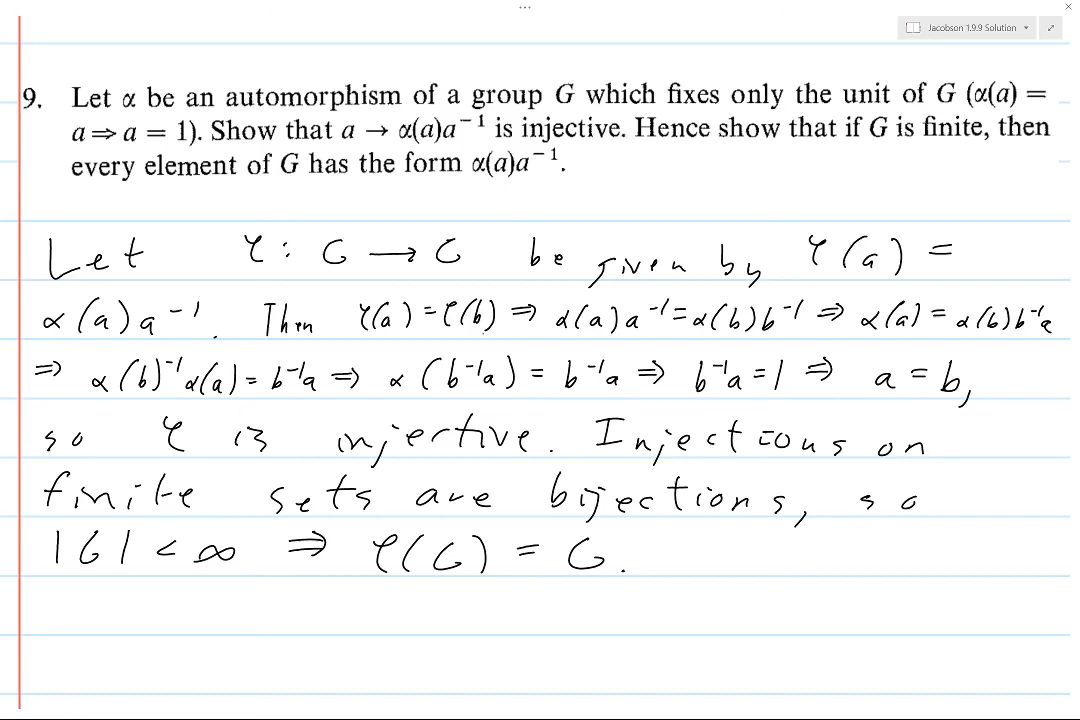 Jacobson 1.9.9 Solution
9. Let α be an automorphism of a group G which fixes only the unit of G (α(a) =
a ⇒ a = 1). Show that a → α(a)a⁻¹ is injective. Hence show that if G is finite, then
every element of G has the form α(a)a⁻¹.
Let φ: G → G be given by φ(a) =
α(a)a⁻¹. Then φ(a) = φ(b) ⇒ α(a)a⁻¹ = α(b)b⁻¹ ⇒ α(a) = α(b)b⁻¹a
⇒ α(b)⁻¹α(a) = b⁻¹a ⇒ α(b⁻¹a) = b⁻¹a ⇒ b⁻¹a = 1 ⇒ a = b,
so φ is injective. Injections on
finite sets are bijections, so
|G| < ∞ ⇒ φ(G) = G.